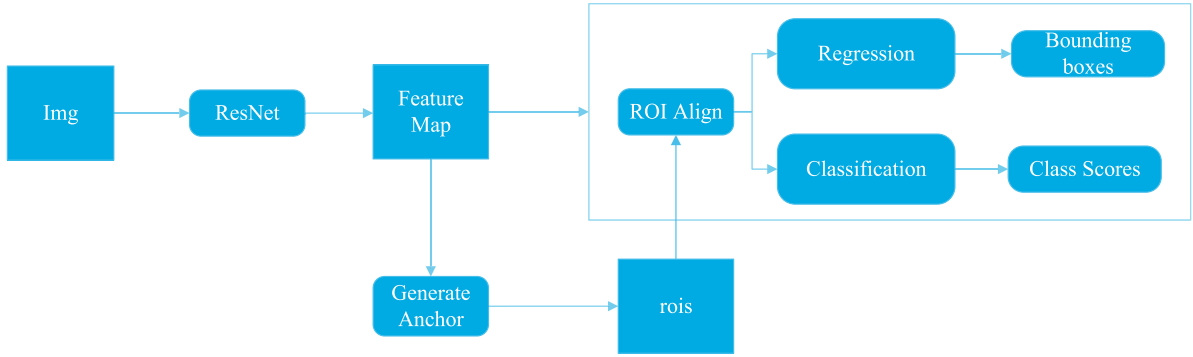 Img
ResNet
Feature
Map
ROI Align
Regression
Bounding
boxes
Classification
Class Scores
Generate
Anchor
rois